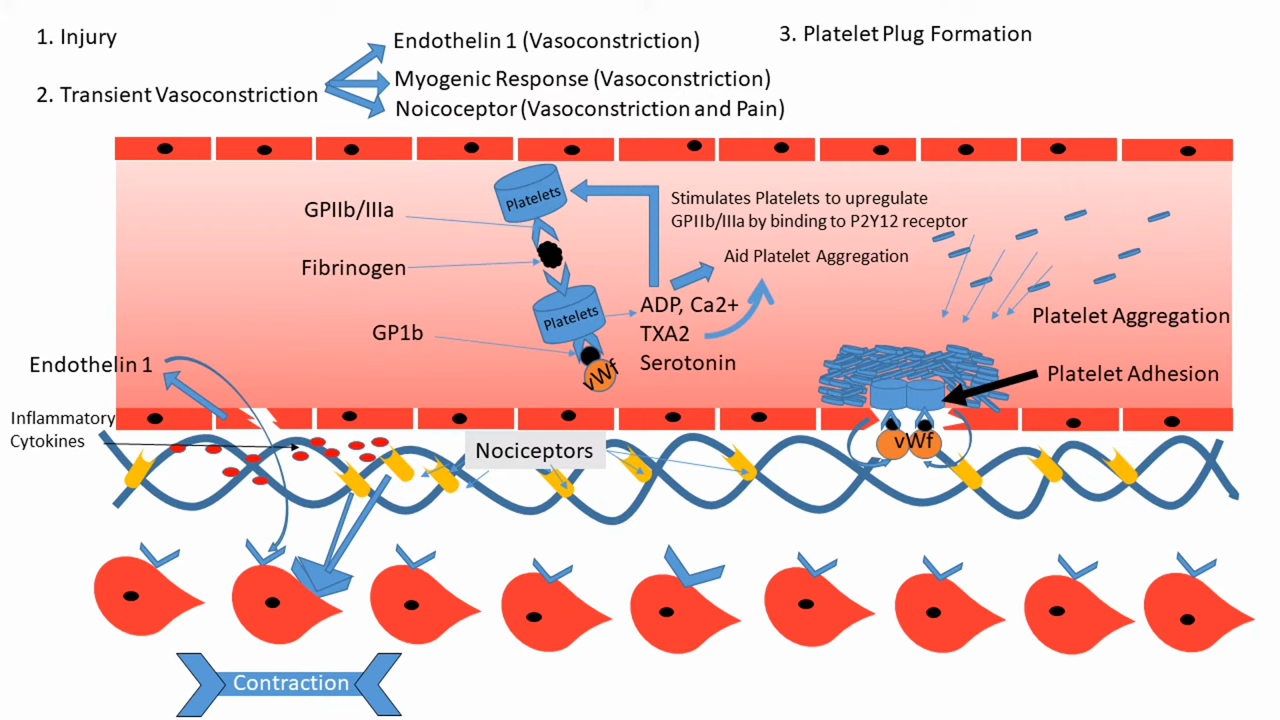 1. Injury
2. Transient Vasoconstriction
Endothelin 1 (Vasoconstriction)
Myogenic Response (Vasoconstriction)
Noicoceptor (Vasoconstriction and Pain)
3. Platelet Plug Formation
GPIIb/IIIa
Fibrinogen
GP1b
Platelets
Platelets
vWf
Stimulates Platelets to upregulate
GPIIb/IIIa by binding to P2Y12 receptor
Aid Platelet Aggregation
ADP, Ca2+
TXA2
Serotonin
Platelet Aggregation
Platelet Adhesion
vWf
Endothelin 1
Inflammatory
Cytokines
Nociceptors
Contraction